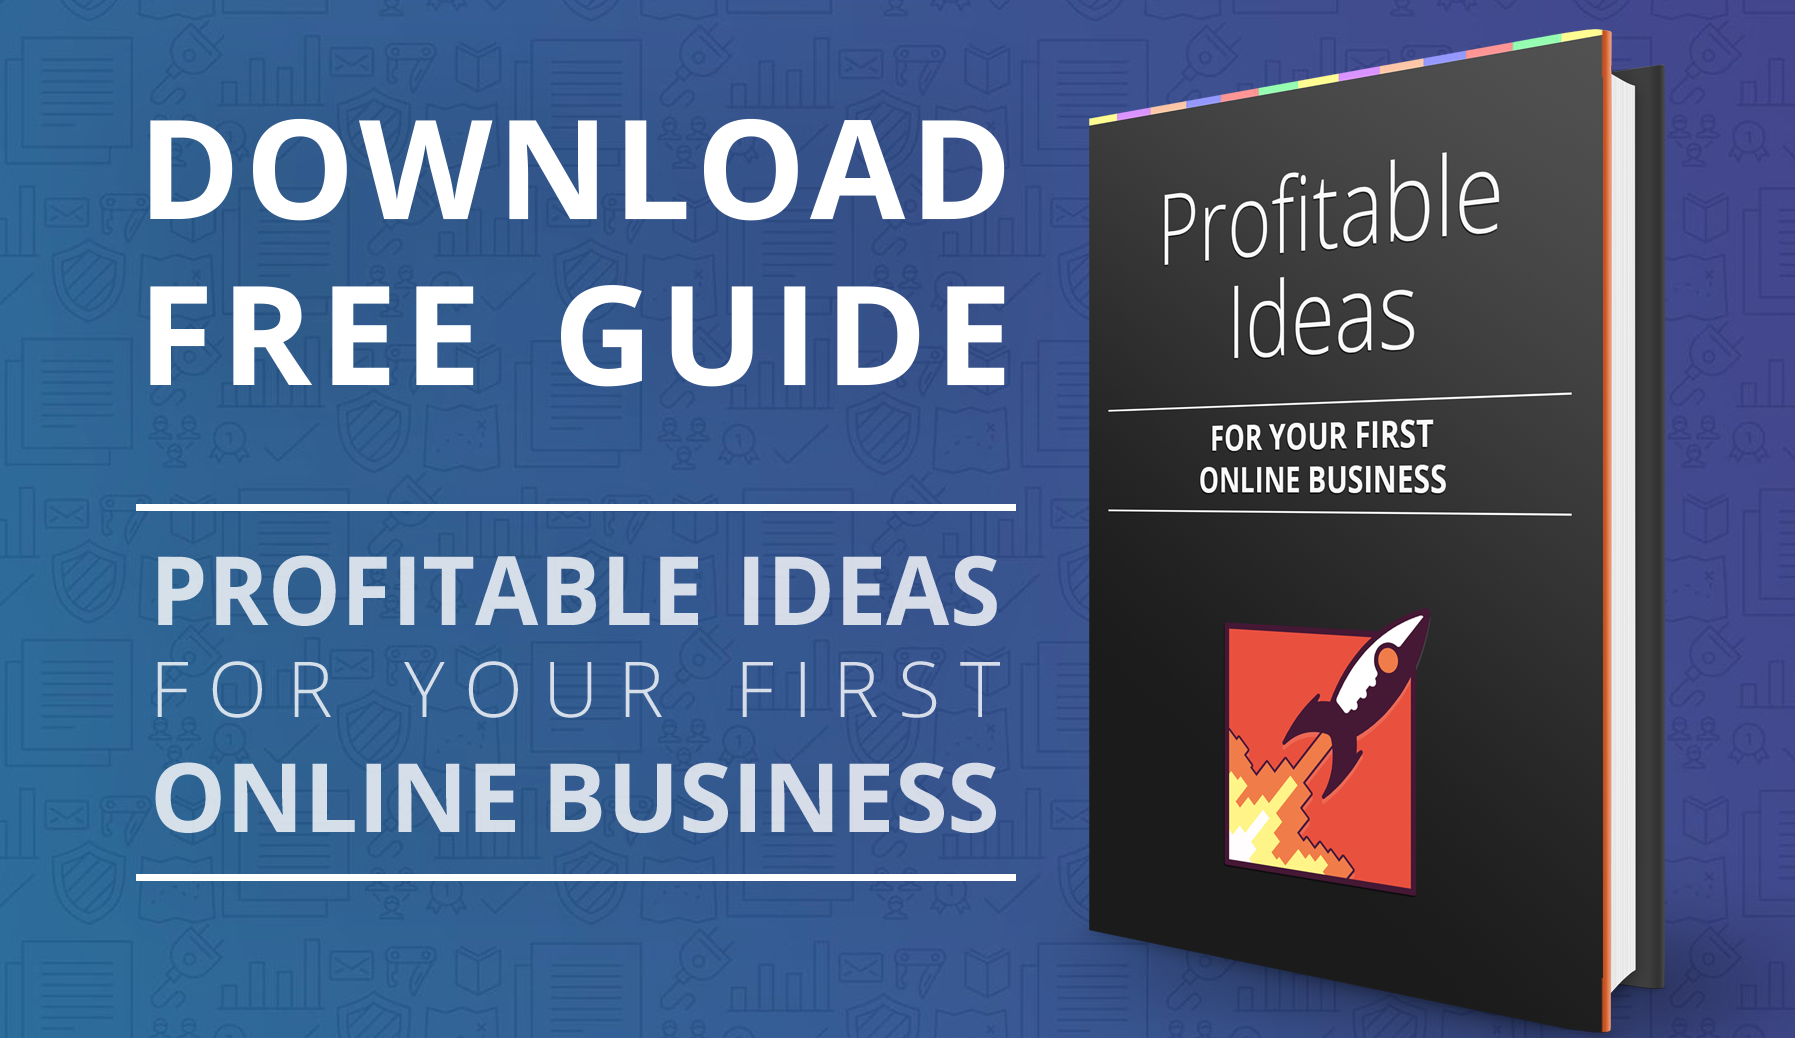 DOWNLOAD
FREE GUIDE
PROFITABLE IDEAS
FOR YOUR FIRST
ONLINE BUSINESS
Profitable
Ideas
FOR YOUR FIRST
ONLINE BUSINESS